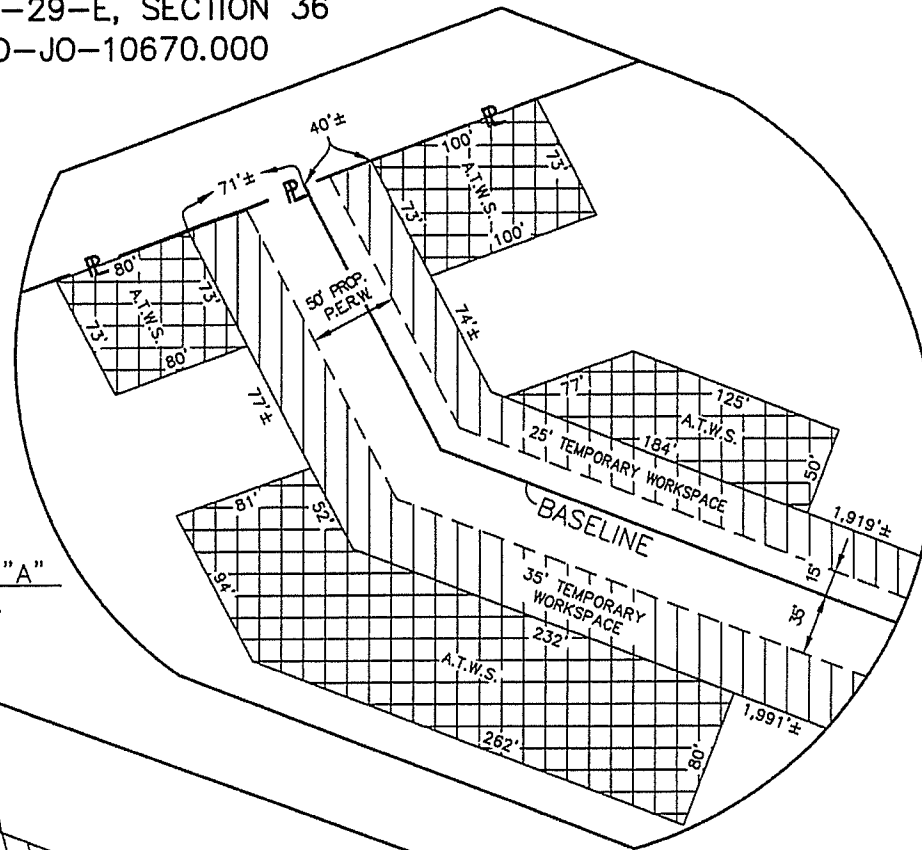 -29-E, SECTION 36
-JO-10670.000
40'±
71'±
℄
100'
A.T.W.S.
73'
100'
73'
80'
A.T.W.S.
73'
73'
80'
50' PROP.
P.E.R.W.
74'±
77'±
77'
125'
A.T.W.S.
184'
50'
25' TEMPORARY WORKSPACE
BASELINE
1,919'±
15'
35'
"A"
81'
52'
94'
35' TEMPORARY
WORKSPACE
232'
A.T.W.S.
262'
80'
1,991'±